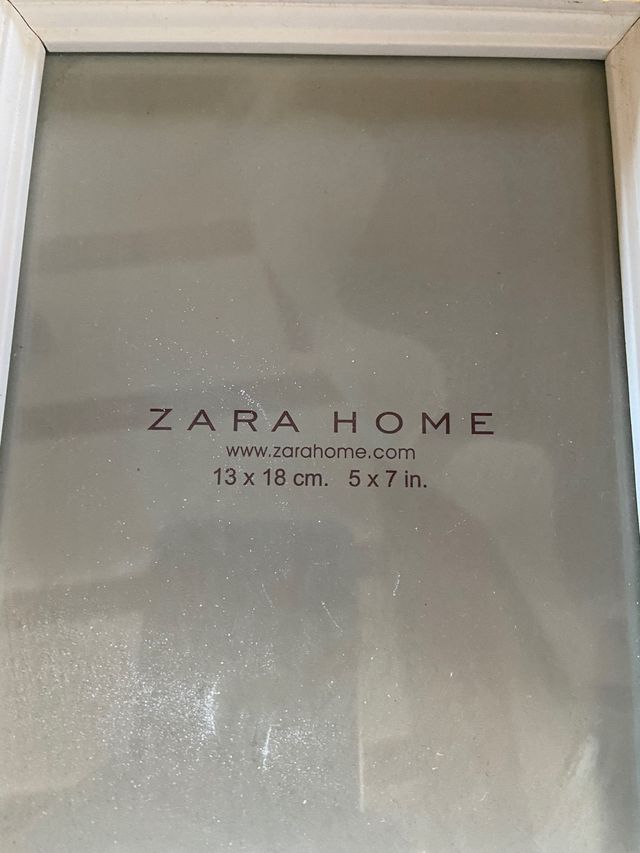 ZARA HOME
www.zarahome.com
13 x 18 cm. 5 x 7 in.